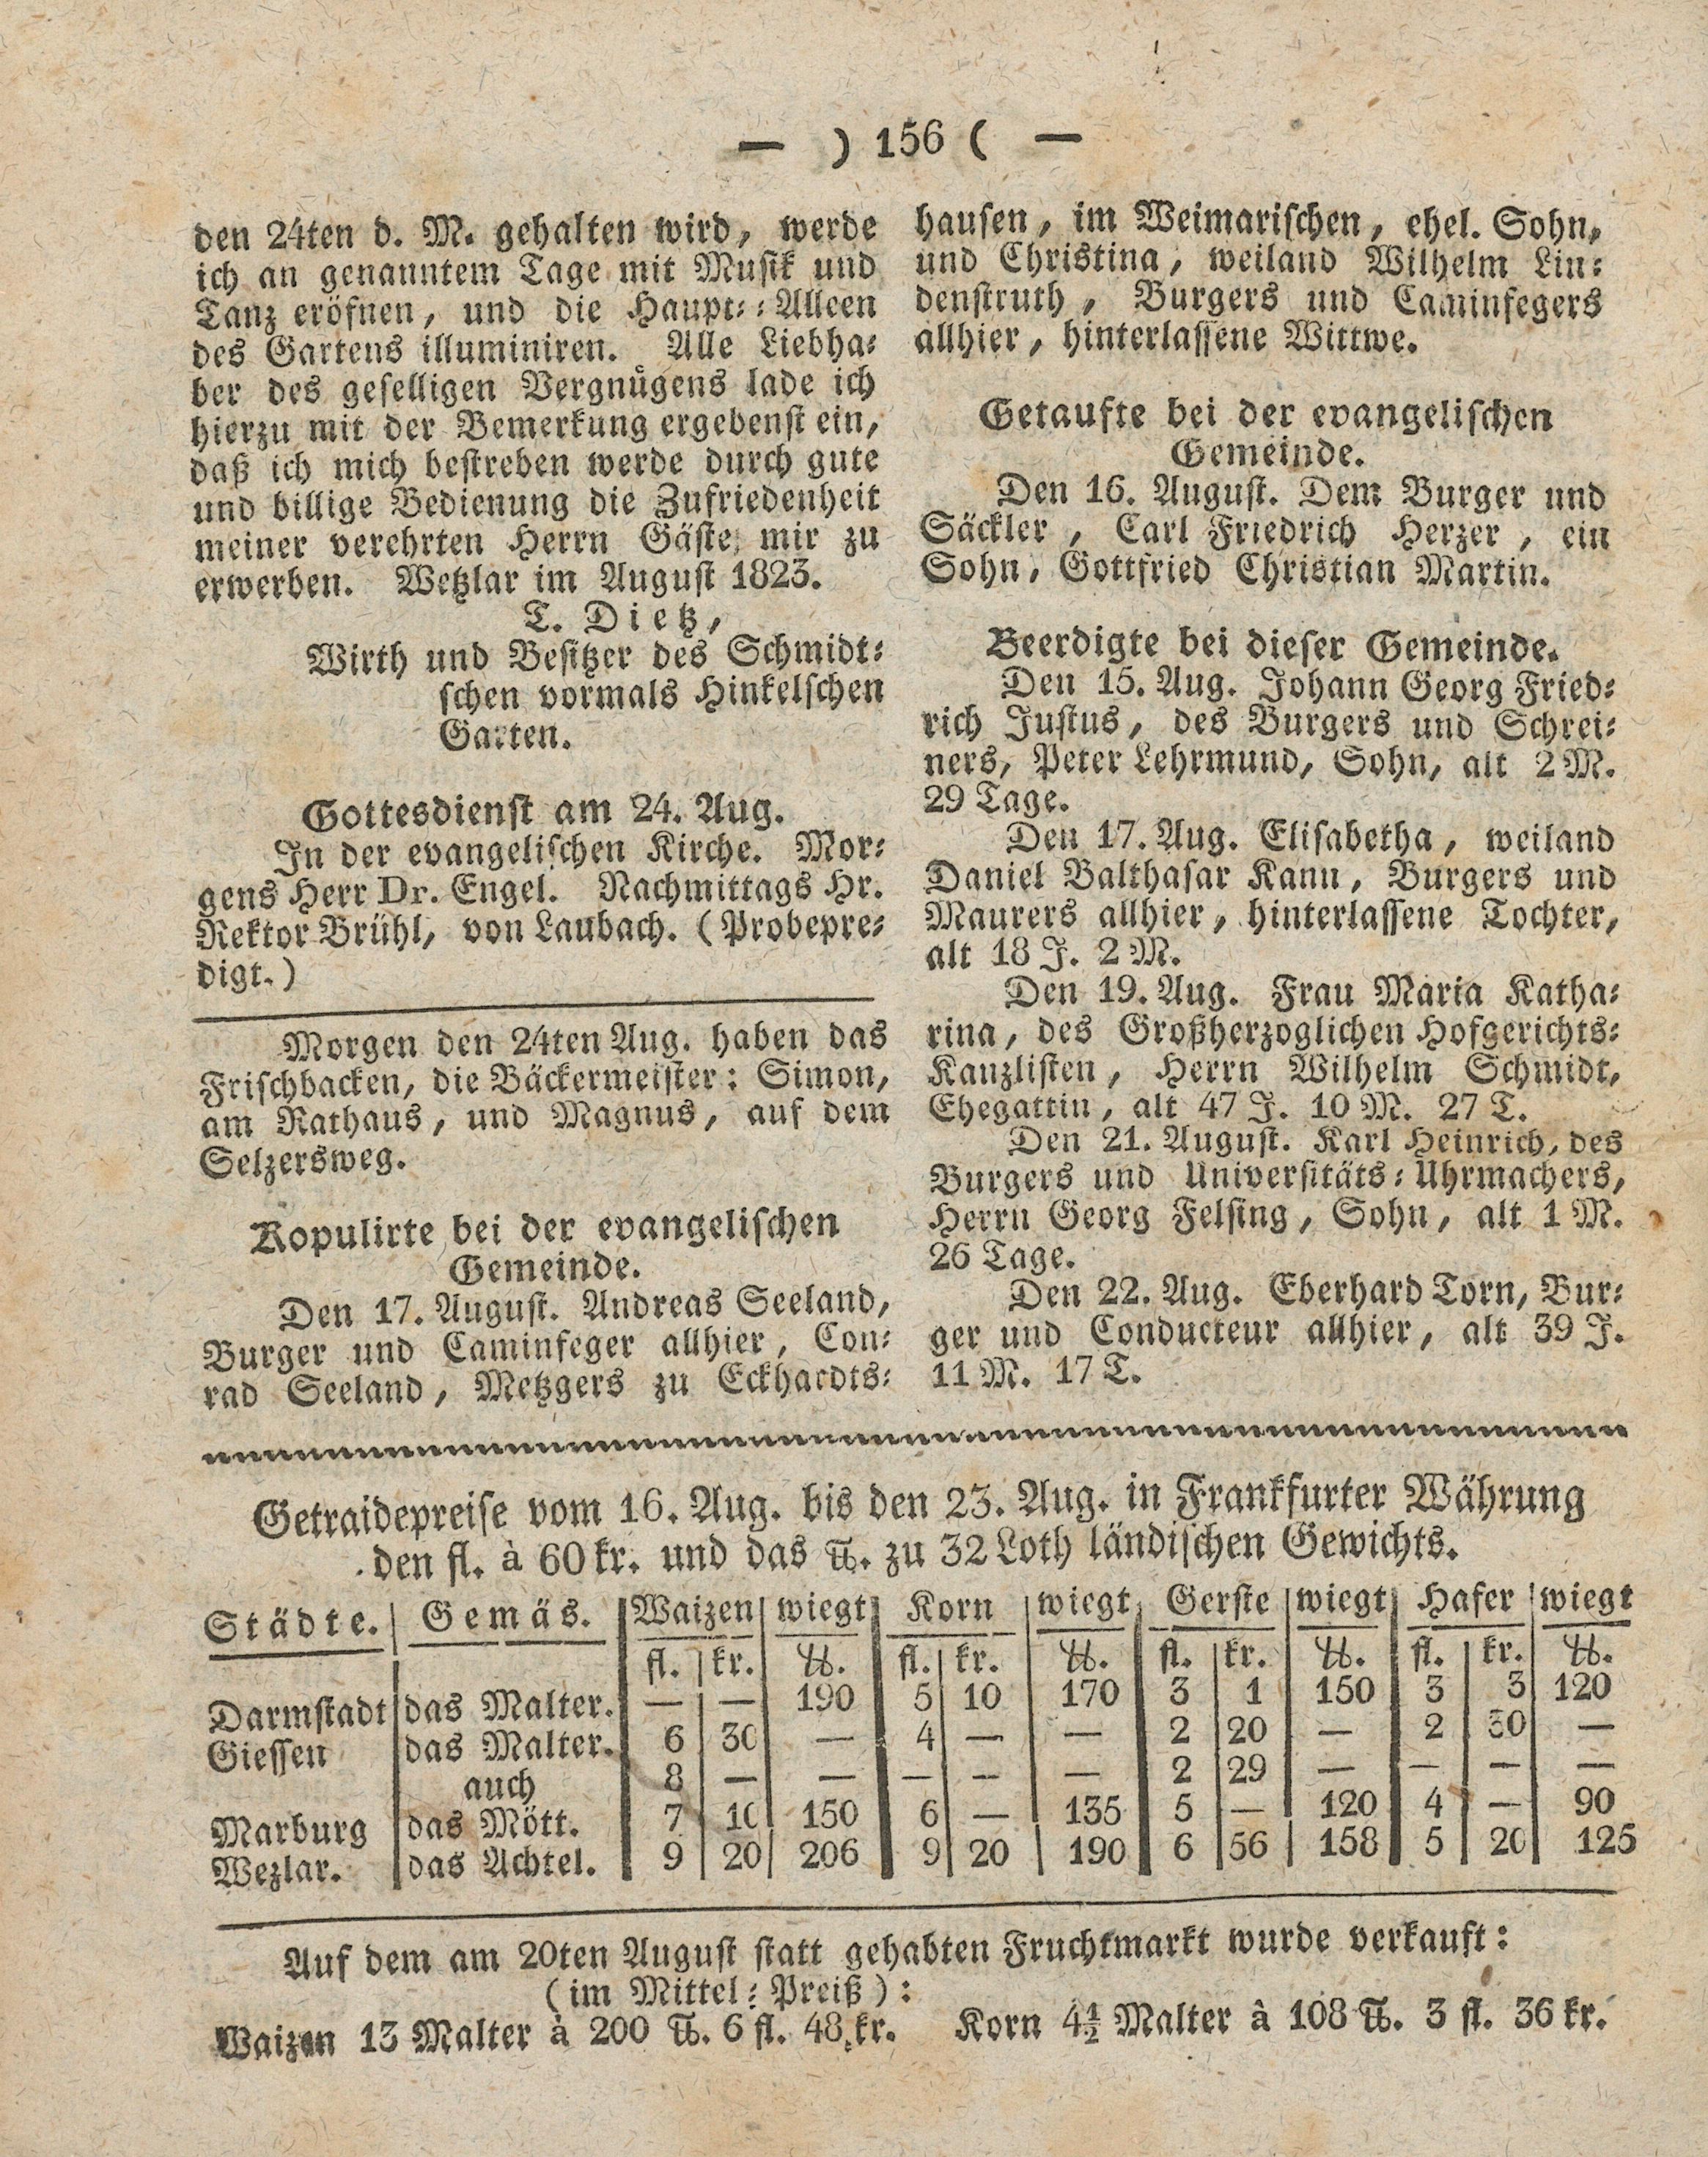 — ) 156 ( —
den 24ten d. M. gehalten wird, werde
ich an genanntem Tage mit Musik und
Tanz eröfnen, und die Haupt-Alleen
des Gartens illuminiren. Alle Liebha-
ber des geselligen Vergnügens lade ich
hierzu mit der Bemerkung ergebenst ein,
daß ich mich bestreben werde durch gute
und billige Bedienung die Zufriedenheit
meiner verehrten Herrn Gäste, mir zu
erwerben. Wetzlar im August 1823.
T. Dietz,
Wirth und Besitzer des Schmidt-
schen vormals Hinkelschen
Garten.
Gottesdienst am 24. Aug.
In der evangelischen Kirche. Mor-
gens Herr Dr. Engel. Nachmittags Hr.
Rektor Brühl, von Laubach. (Probepre-
digt.)
Morgen den 24ten Aug. haben das
Frischbacken, die Bäckermeister: Simon,
am Rathaus, und Magnus, auf dem
Selzersweg.
Kopulirte bei der evangelischen
Gemeinde.
Den 17. August. Andreas Seeland,
Burger und Caminfeger allhier, Con-
rad Seeland, Metzgers zu Eckhardts-
hausen, im Weimarischen, ehel. Sohn,
und Christina, weiland Wilhelm Lin-
denstruth, Burgers und Caminfegers
allhier, hinterlassene Wittwe.
Getaufte bei der evangelischen
Gemeinde.
Den 16. August. Dem Burger und
Säckler, Carl Friedrich Herzer, ein
Sohn, Gottfried Christian Martin.
Beerdigte bei dieser Gemeinde.
Den 15. Aug. Johann Georg Fried-
rich Justus, des Burgers und Schrei-
ners, Peter Lehrmund, Sohn, alt 2 M.
29 Tage.
Den 17. Aug. Elisabetha, weiland
Daniel Balthasar Kann, Burgers und
Maurers allhier, hinterlassene Tochter,
alt 18 J. 2 M.
Den 19. Aug. Frau Maria Katha-
rina, des Großherzoglichen Hofgerichts-
Kanzlisten, Herrn Wilhelm Schmidt,
Ehegattin, alt 47 J. 10 M. 27 T.
Den 21. August. Karl Heinrich, des
Burgers und Universitäts-Uhrmachers,
Herrn Georg Felsing, Sohn, alt 1 M.
26 Tage.
Den 22. Aug. Eberhard Torn, Bur-
ger und Conducteur allhier, alt 39 J.
11 M. 17 T.
Getraidepreise vom 16. Aug. bis den 23. Aug. in Frankfurter Währung
den fl. à 60 kr. und das ℔. zu 32 Loth ländischen Gewichts.
Städte. Gemäs. Waizen wiegt Korn wiegt Gerste wiegt Hafer wiegt
fl. kr. ℔. fl. kr. ℔. fl. kr. ℔. fl. kr. ℔.
Darmstadt das Malter. — — 190 5 10 170 3 1 150 3 3 120
Giessen das Malter. 6 30 — 4 — — 2 20 — 2 30 —
auch 8 — — — — — 2 29 — — — —
Marburg das Mött. 7 10 150 6 — 135 5 — 120 4 — 90
Wezlar. das Achtel. 9 20 206 9 20 190 6 56 158 5 20 125
Auf dem am 20ten August statt gehabten Fruchtmarkt wurde verkauft:
(im Mittel-Preiß):
Waizen 13 Malter à 200 ℔. 6 fl. 48 kr. Korn 4½ Malter â 108 ℔. 3 fl. 36 kr.